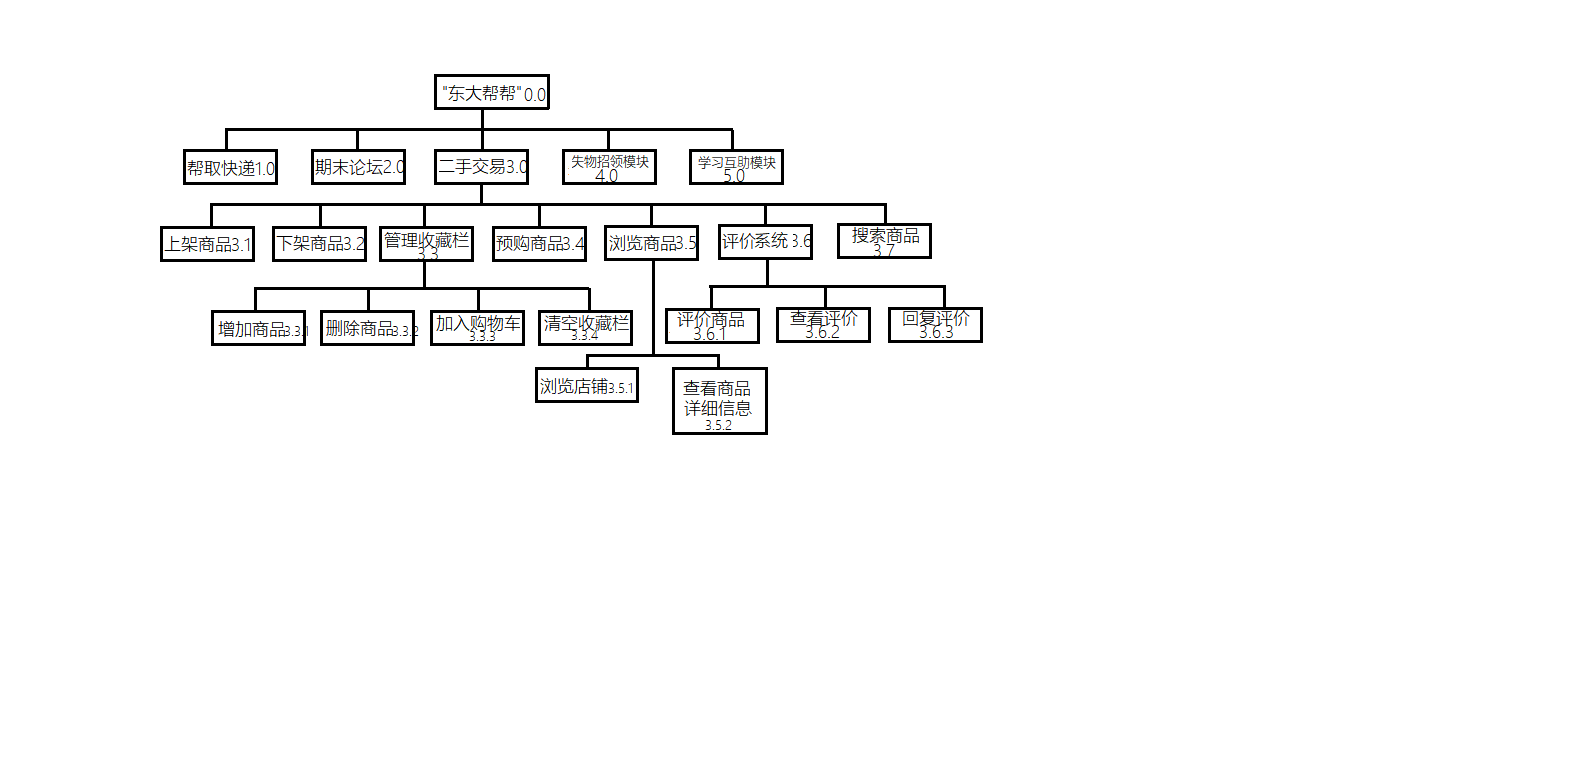 "东大帮帮"0.0
帮取快递1.0
期末论坛2.0
二手交易3.0
失物招领模块
4.0
学习互助模块
5.0
上架商品3.1
下架商品3.2
管理收藏栏
3.3
预购商品3.4
浏览商品3.5
评价系统 3.6
搜索商品
3.7
增加商品3.3.1
删除商品3.3.2
加入购物车
3.3.3
清空收藏栏
3.3.4
评价商品
3.6.1
查看评价
3.6.2
回复评价
3.6.3
浏览店铺3.5.1
查看商品
详细信息
3.5.2